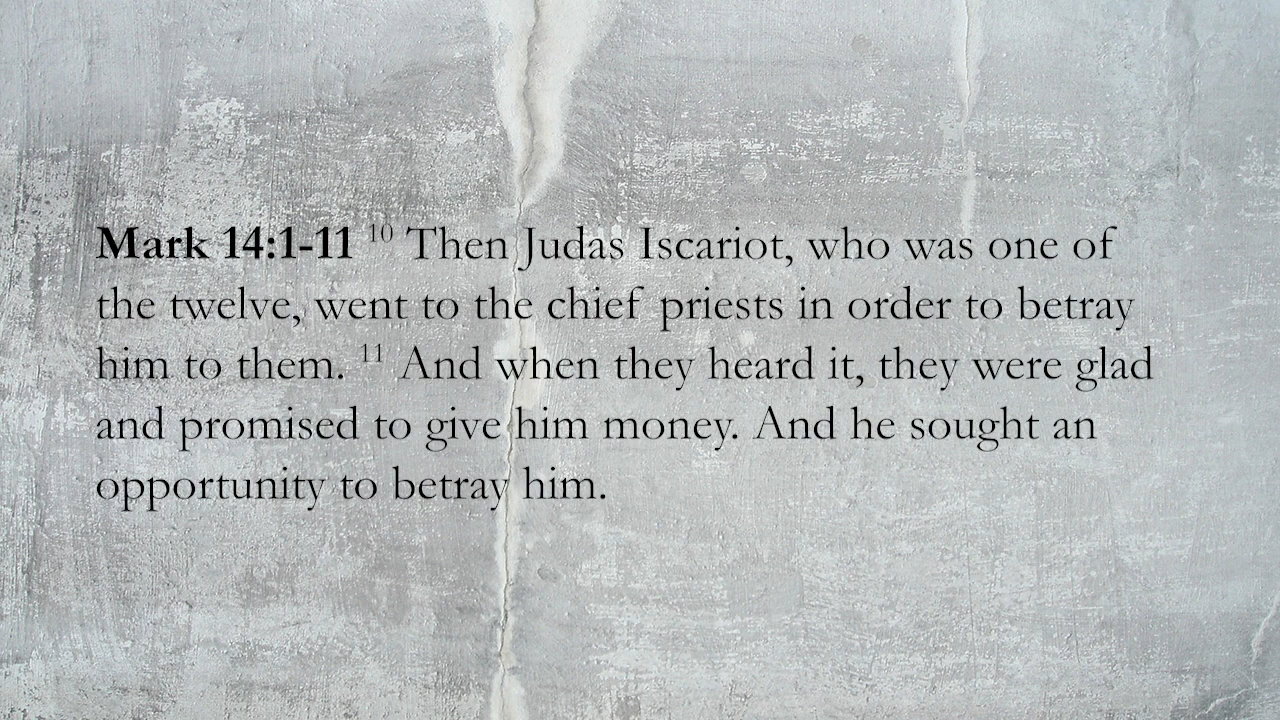 Mark 14:1-11 10 Then Judas Iscariot, who was one of
the twelve, went to the chief priests in order to betray
him to them. 11 And when they heard it, they were glad
and promised to give him money. And he sought an
opportunity to betray him.